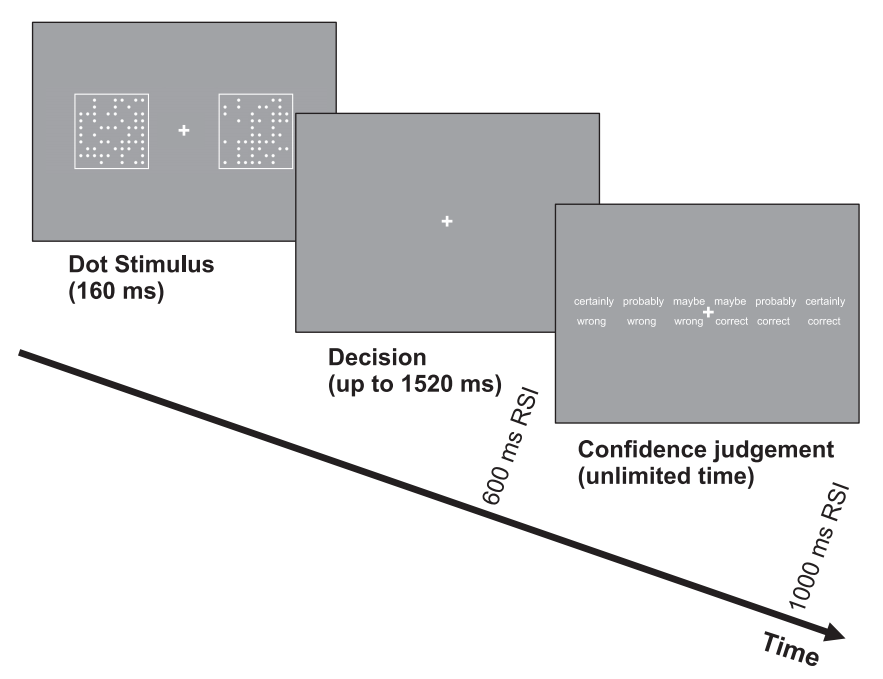 Dot Stimulus
(160 ms)
Decision
(up to 1520 ms)
600 ms RSI
certainly probably maybe maybe probably certainly
wrong wrong wrong correct correct correct
Confidence judgement
(unlimited time)
1000 ms RSI
Time